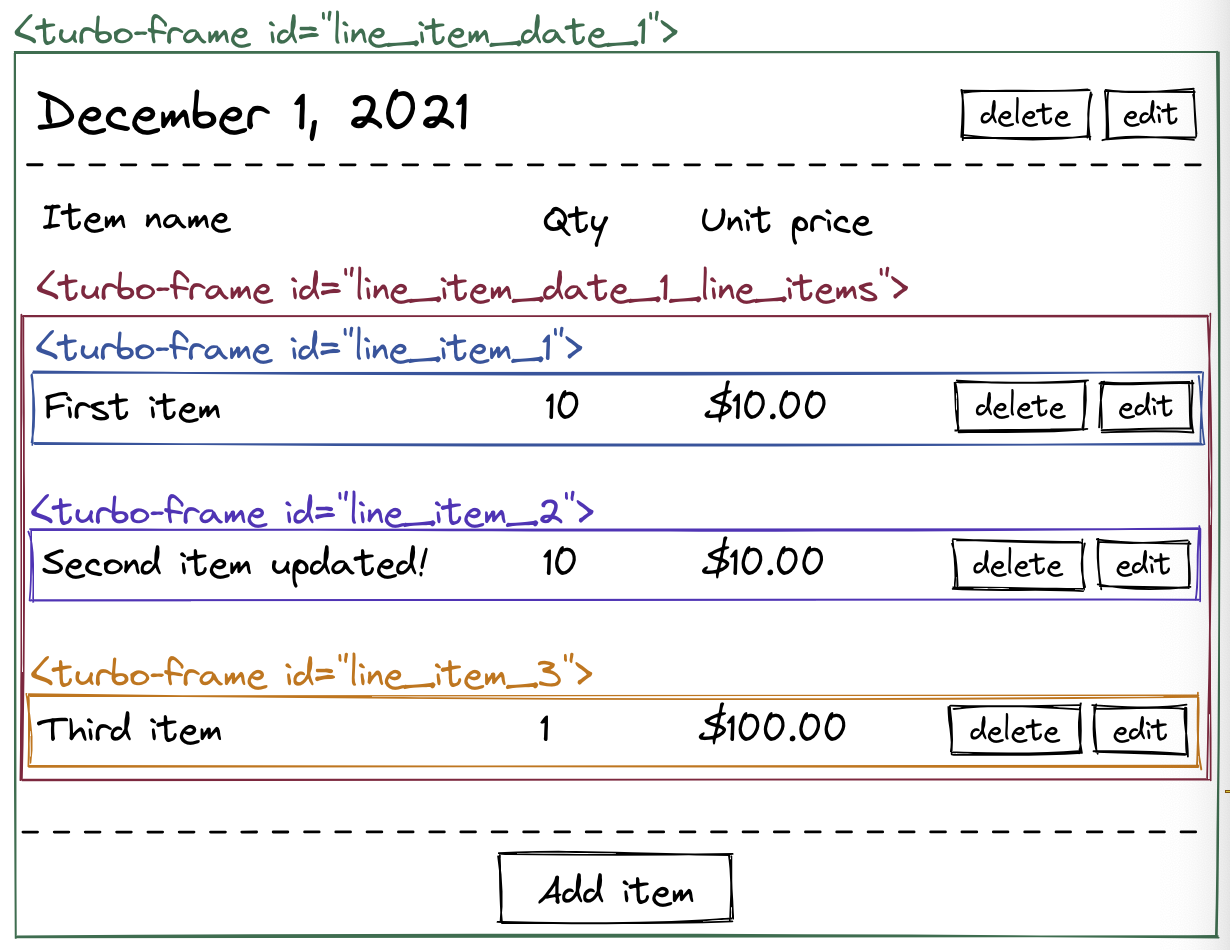 <turbo-frame id="line_item_date_1">
December 1, 2021 delete edit
Item name Qty Unit price
<turbo-frame id="line_item_date_1_line_items">
<turbo-frame id="line_item_1">
First item 10 $10.00 delete edit
<turbo-frame id="line_item_2">
Second item updated! 10 $10.00 delete edit
<turbo-frame id="line_item_3">
Third item 1 $100.00 delete edit
Add item